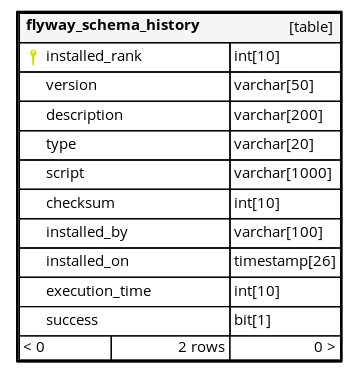 flyway_schema_history [table]
installed_rank int[10]
version varchar[50]
description varchar[200]
type varchar[20]
script varchar[1000]
checksum int[10]
installed_by varchar[100]
installed_on timestamp[26]
execution_time int[10]
success bit[1]
< 0 2 rows 0 >